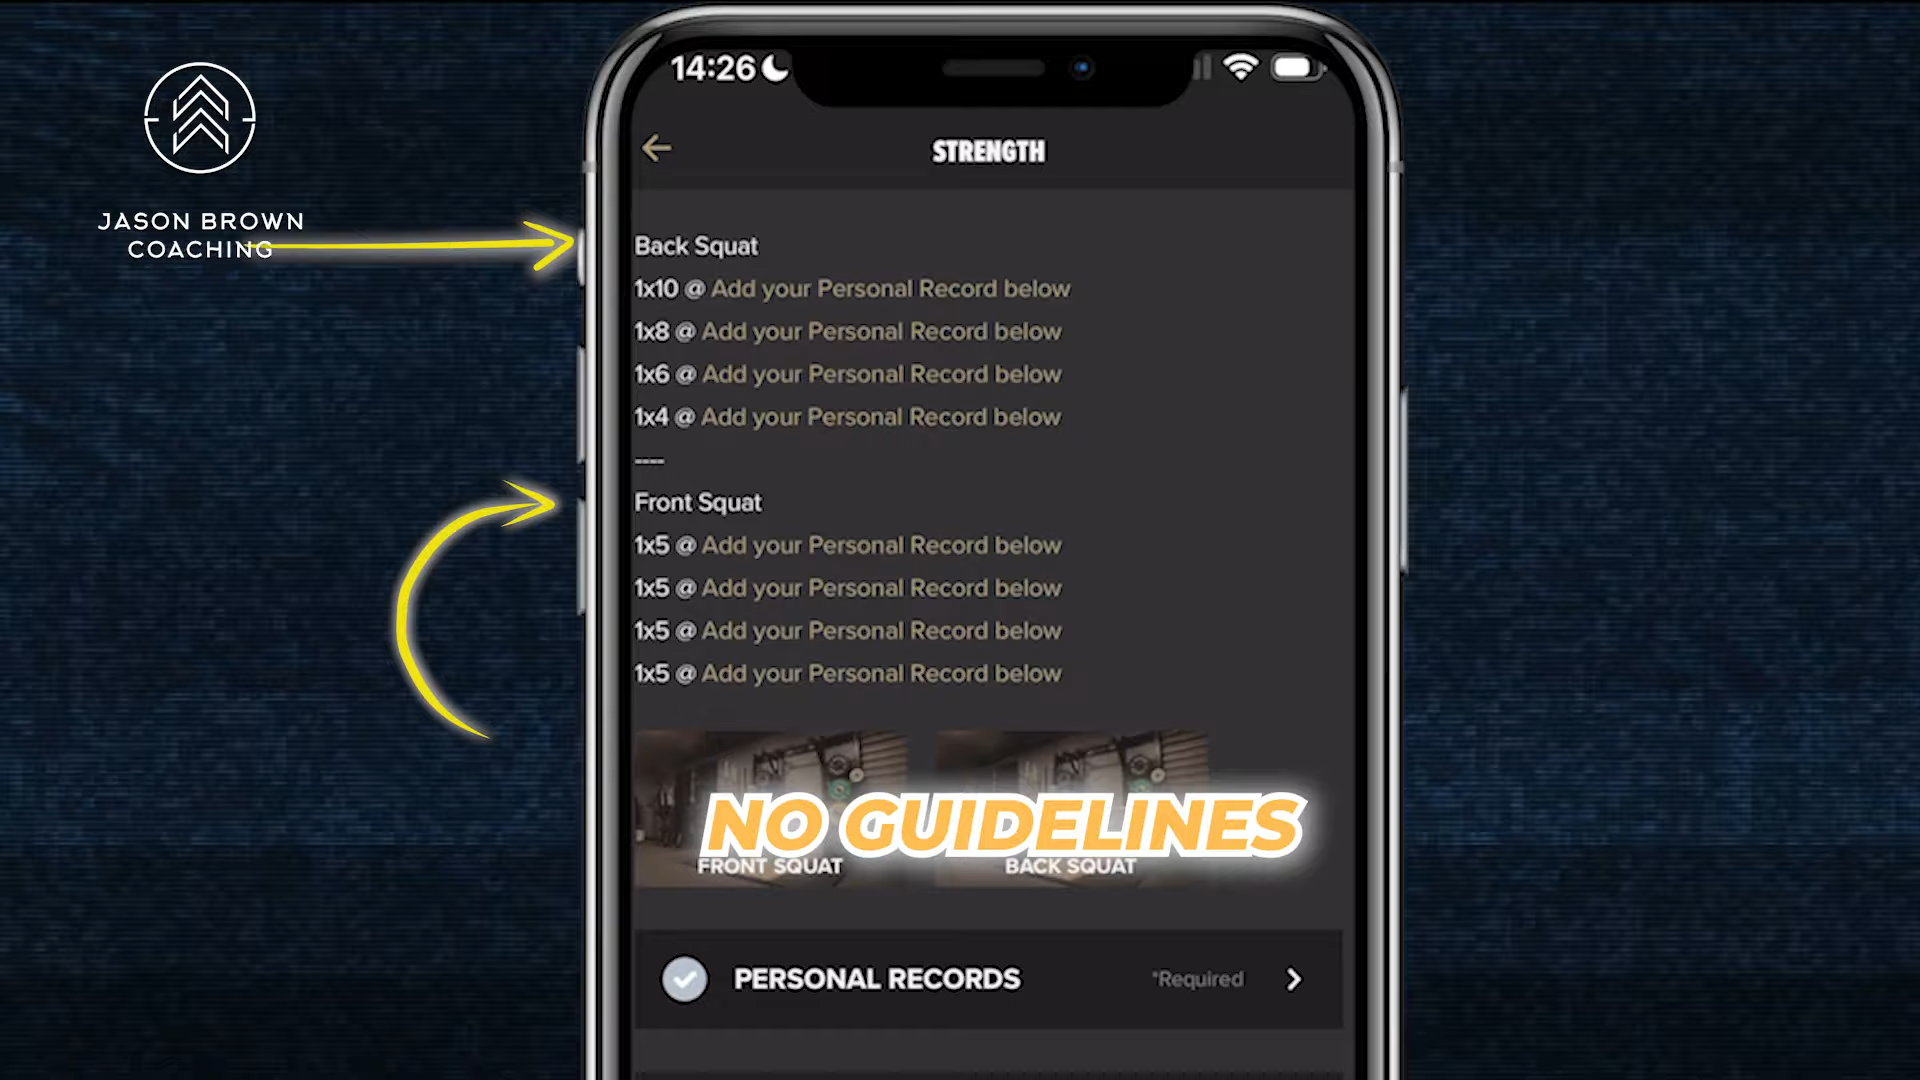 JASON BROWN
COACHING
14:26
STRENGTH
Back Squat
1x10 @ Add your Personal Record below
1x8 @ Add your Personal Record below
1x6 @ Add your Personal Record below
1x4 @ Add your Personal Record below
----
Front Squat
1x5 @ Add your Personal Record below
1x5 @ Add your Personal Record below
1x5 @ Add your Personal Record below
1x5 @ Add your Personal Record below
NO GUIDELINES
FRONT SQUAT
BACK SQUAT
PERSONAL RECORDS
*Required